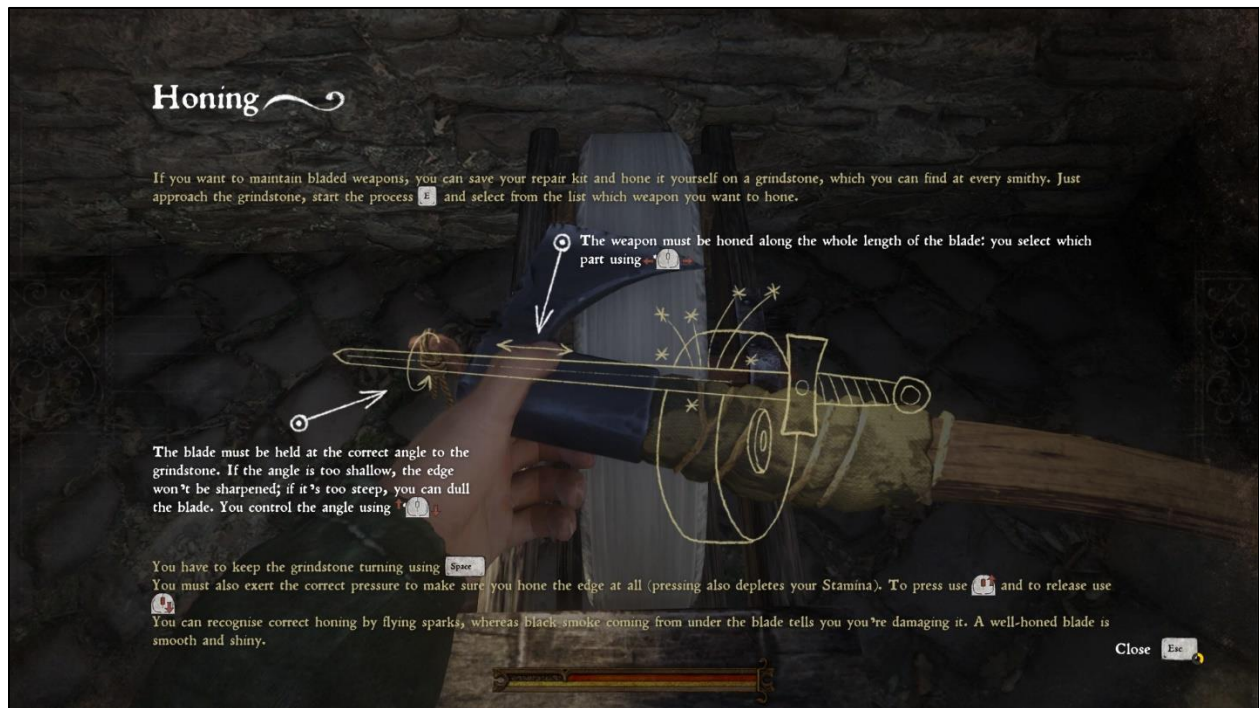 Honing
If you want to maintain bladed weapons, you can save your repair kit and hone it yourself on a grindstone, which you can find at every smithy. Just
approach the grindstone, start the process E and select from the list which weapon you want to hone.
The weapon must be honed along the whole length of the blade: you select which
part using
The blade must be held at the correct angle to the
grindstone. If the angle is too shallow, the edge
won't be sharpened; if it's too steep, you can dull
the blade. You control the angle using
You have to keep the grindstone turning using Space
You must also exert the correct pressure to make sure you hone the edge at all (pressing also depletes your Stamina). To press use and to release use
You can recognise correct honing by flying sparks, whereas black smoke coming from under the blade tells you you're damaging it. A well-honed blade is
smooth and shiny.
Close Esc